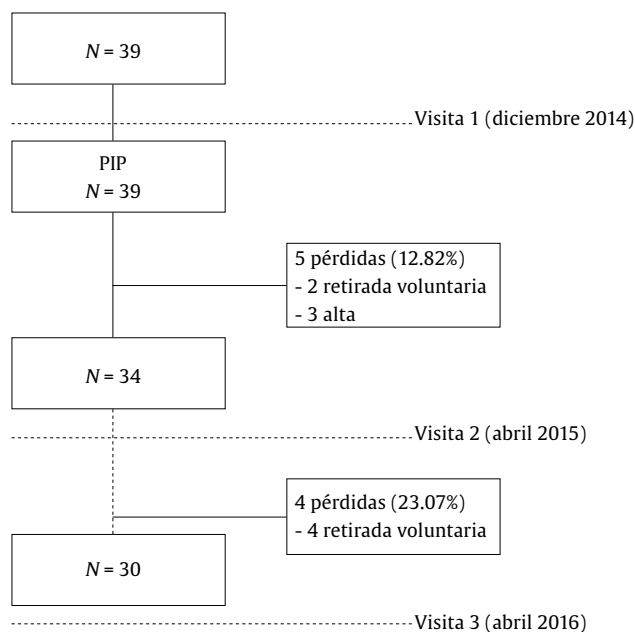 N = 39
Visita 1 (diciembre 2014)
PIP
N = 39
5 pérdidas (12.82%)
- 2 retirada voluntaria
- 3 alta
N = 34
Visita 2 (abril 2015)
4 pérdidas (23.07%)
- 4 retirada voluntaria
N = 30
Visita 3 (abril 2016)